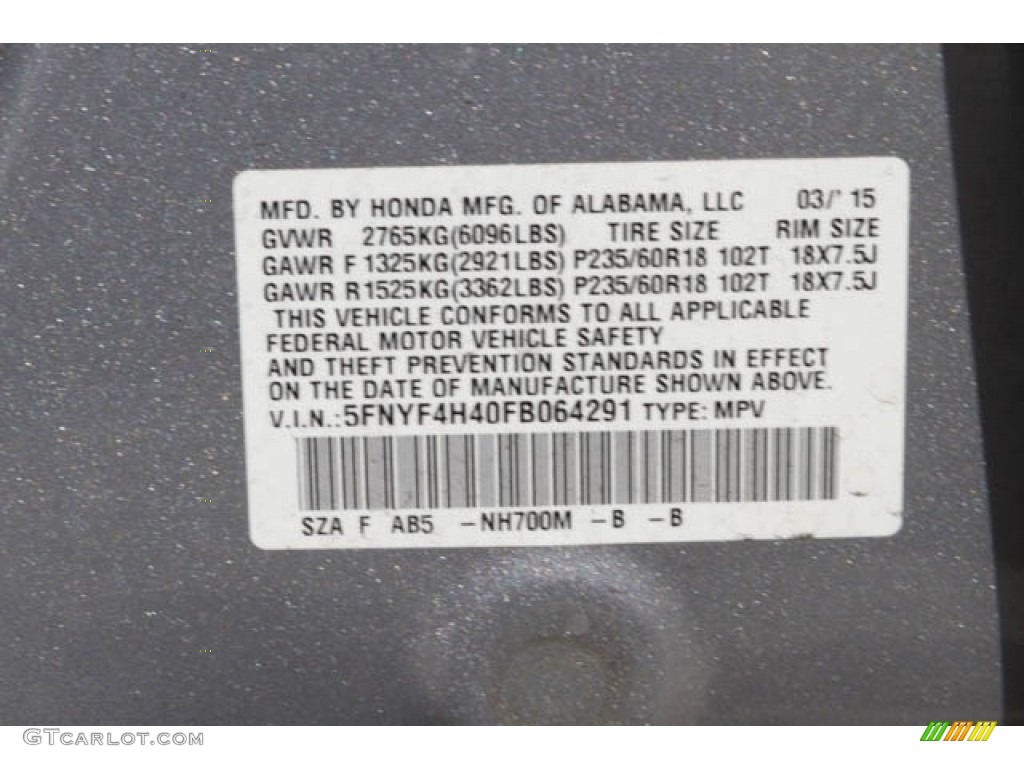 MFD. BY HONDA MFG. OF ALABAMA, LLC 03/' 15
GVWR 2765KG(6096LBS) TIRE SIZE RIM SIZE
GAWR F 1325KG(2921LBS) P235/60R18 102T 18X7.5J
GAWR R1525KG(3362LBS) P235/60R18 102T 18X7.5J
THIS VEHICLE CONFORMS TO ALL APPLICABLE
FEDERAL MOTOR VEHICLE SAFETY
AND THEFT PREVENTION STANDARDS IN EFFECT
ON THE DATE OF MANUFACTURE SHOWN ABOVE.
V.I.N.:5FNYF4H40FB064291 TYPE: MPV
SZA F AB5 -NH700M -B -B
GTCARLOT.COM